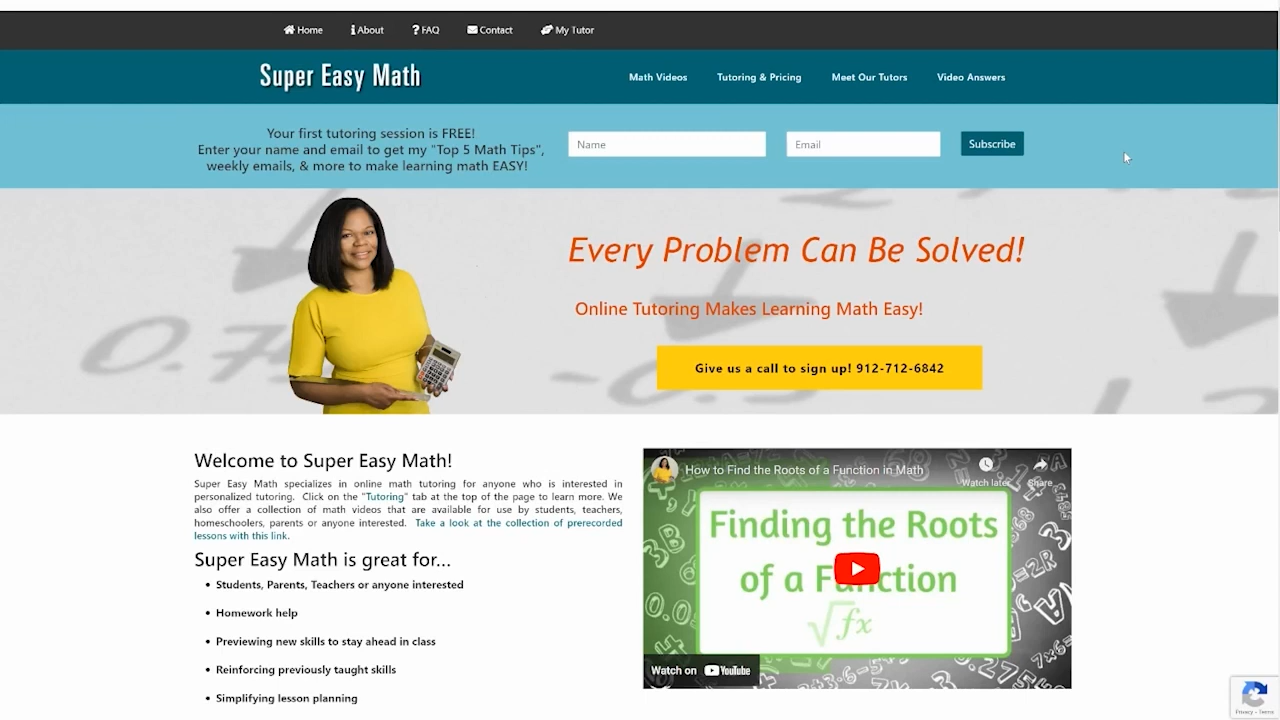 Home About FAQ Contact My Tutor
Super Easy Math
Math Videos Tutoring & Pricing Meet Our Tutors Video Answers
Your first tutoring session is FREE!
Enter your name and email to get my "Top 5 Math Tips",
weekly emails, & more to make learning math EASY!
Name
Email
Subscribe
Every Problem Can Be Solved!
Online Tutoring Makes Learning Math Easy!
Give us a call to sign up! 912-712-6842
Welcome to Super Easy Math!
Super Easy Math specializes in online math tutoring for anyone who is interested in
personalized tutoring. Click on the "Tutoring" tab at the top of the page to learn more. We
also offer a collection of math videos that are available for use by students, teachers,
homeschoolers, parents or anyone interested. Take a look at the collection of prerecorded
lessons with this link.
Super Easy Math is great for...
• Students, Parents, Teachers or anyone interested
• Homework help
• Previewing new skills to stay ahead in class
• Reinforcing previously taught skills
• Simplifying lesson planning
How to Find the Roots of a Function in Math
Watch later
Share
Finding the Roots
of a Function
√fx
Watch on YouTube
Privacy - Terms